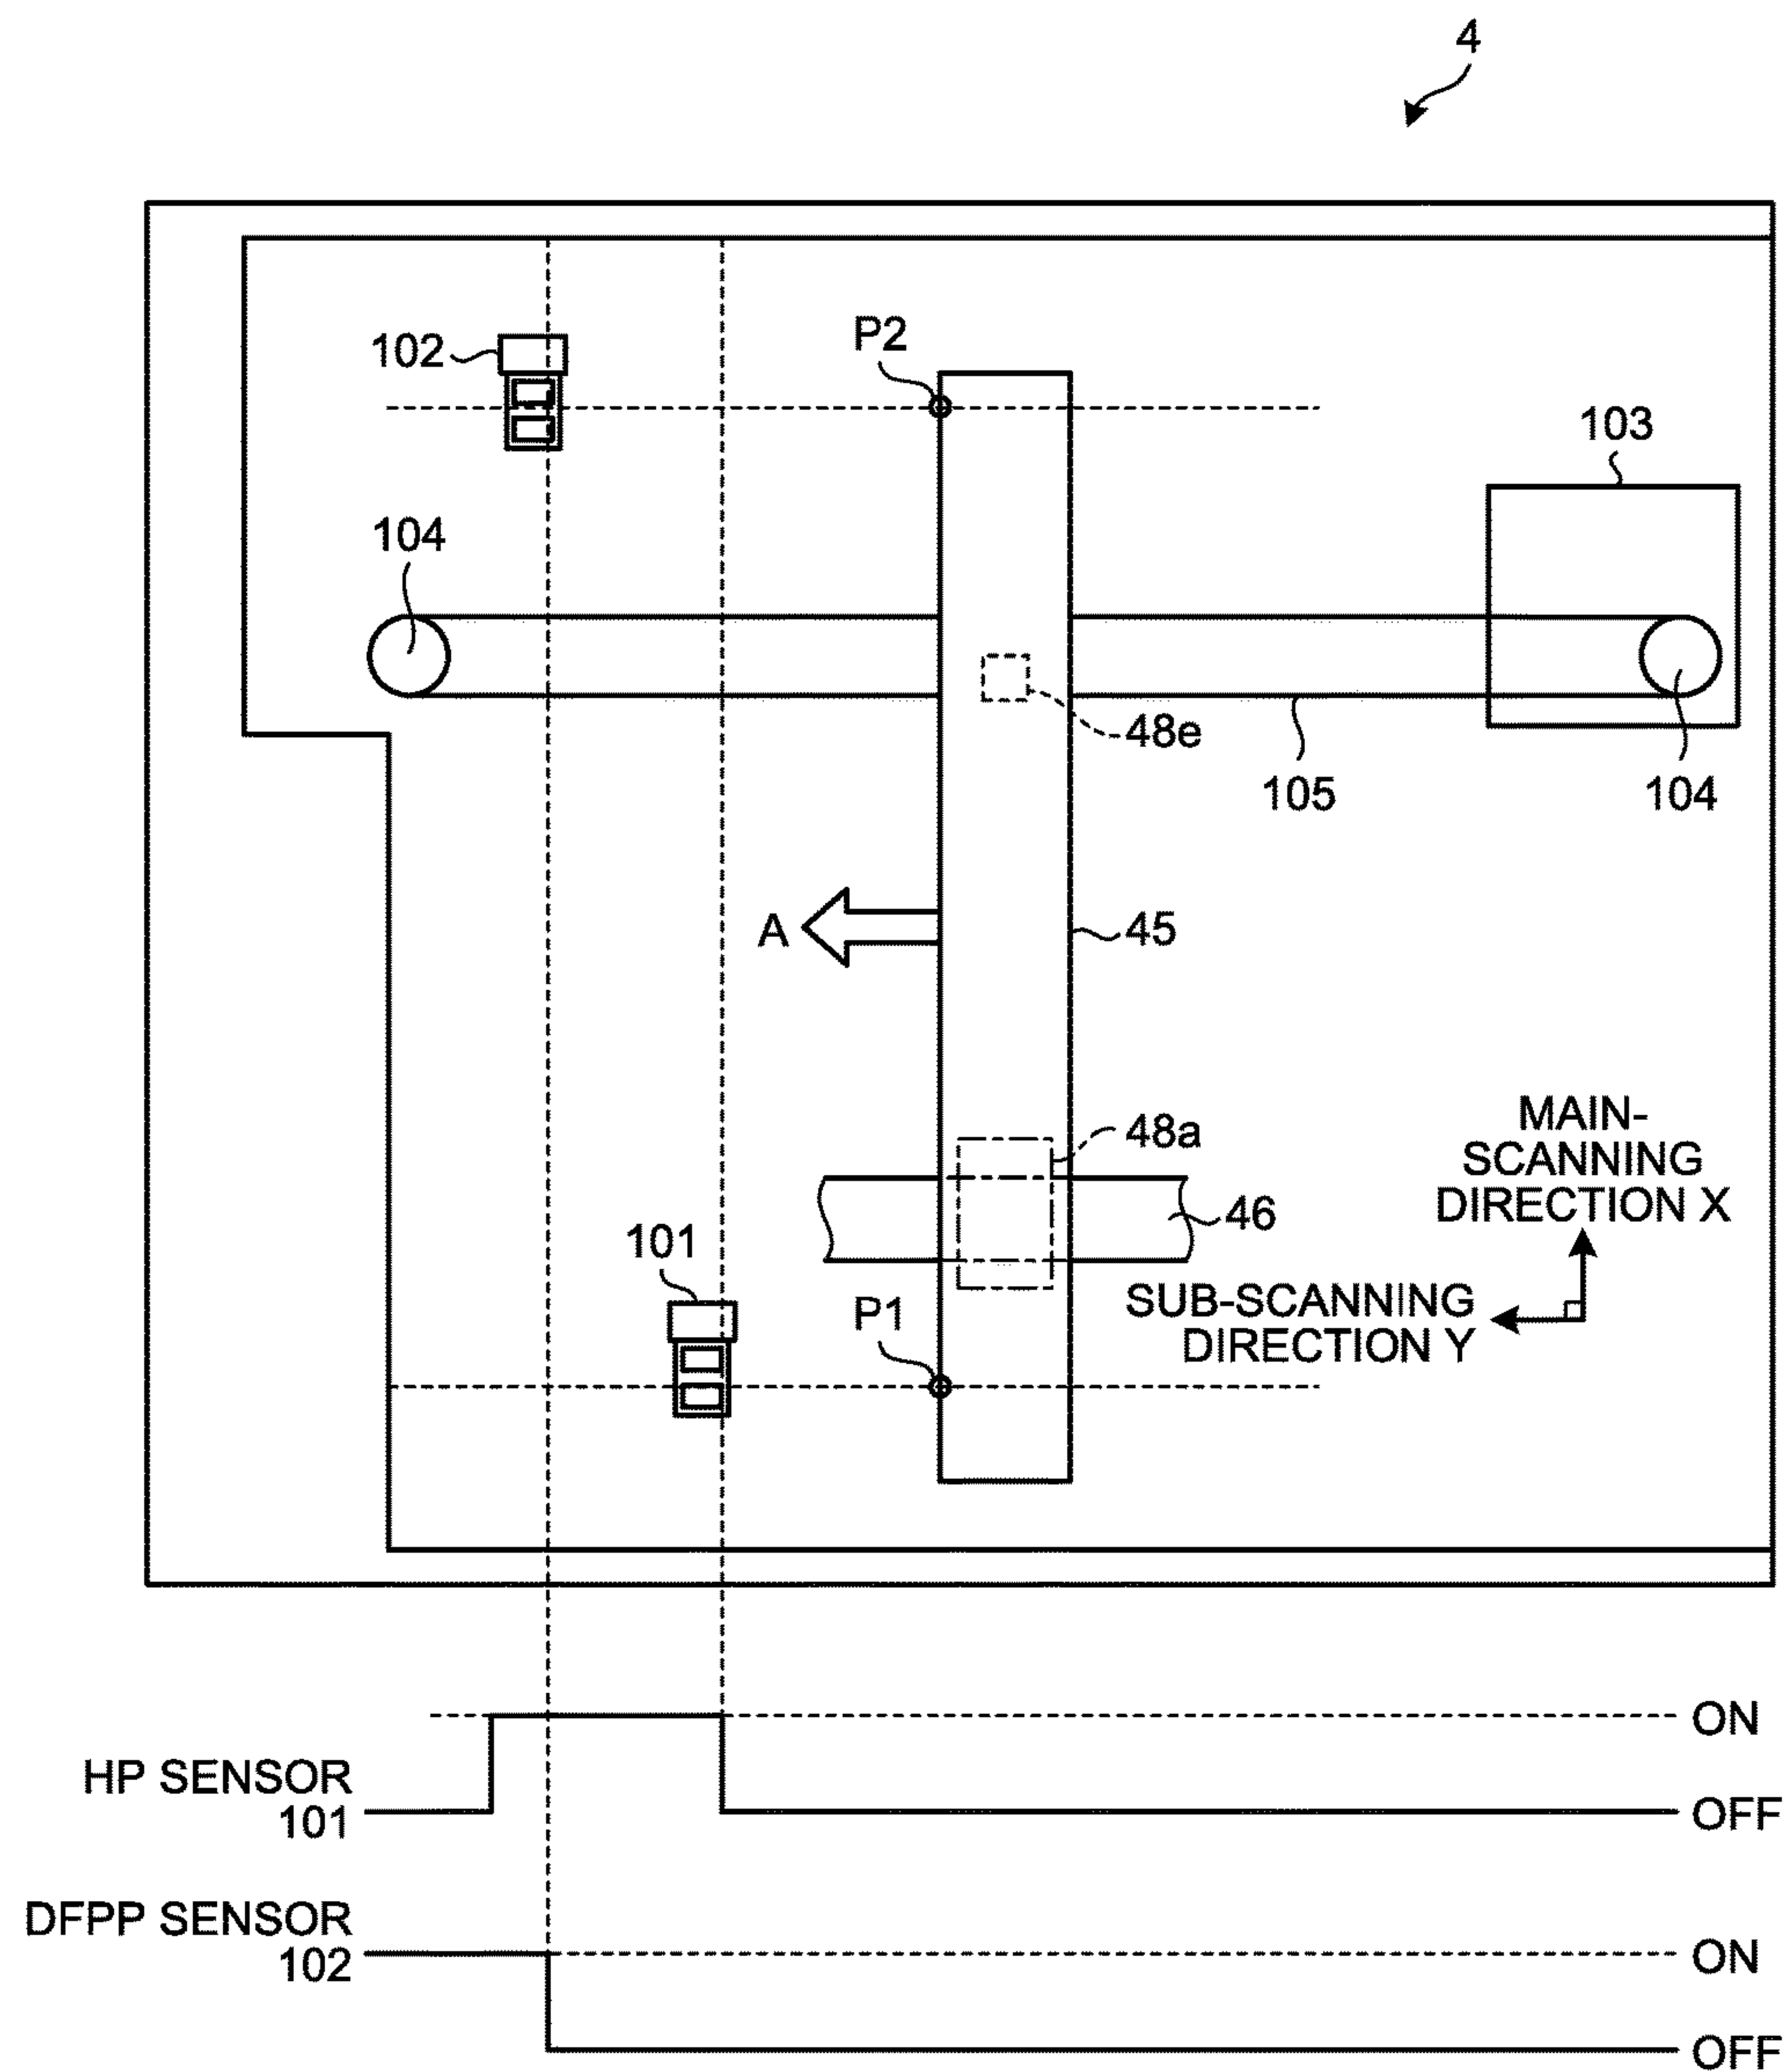 4
102
P2
103
104
48e
105
104
A
45
MAIN-
SCANNING
DIRECTION X
48a
46
101
P1
SUB-SCANNING
DIRECTION Y
ON
HP SENSOR
101
OFF
DFPP SENSOR
102
ON
OFF